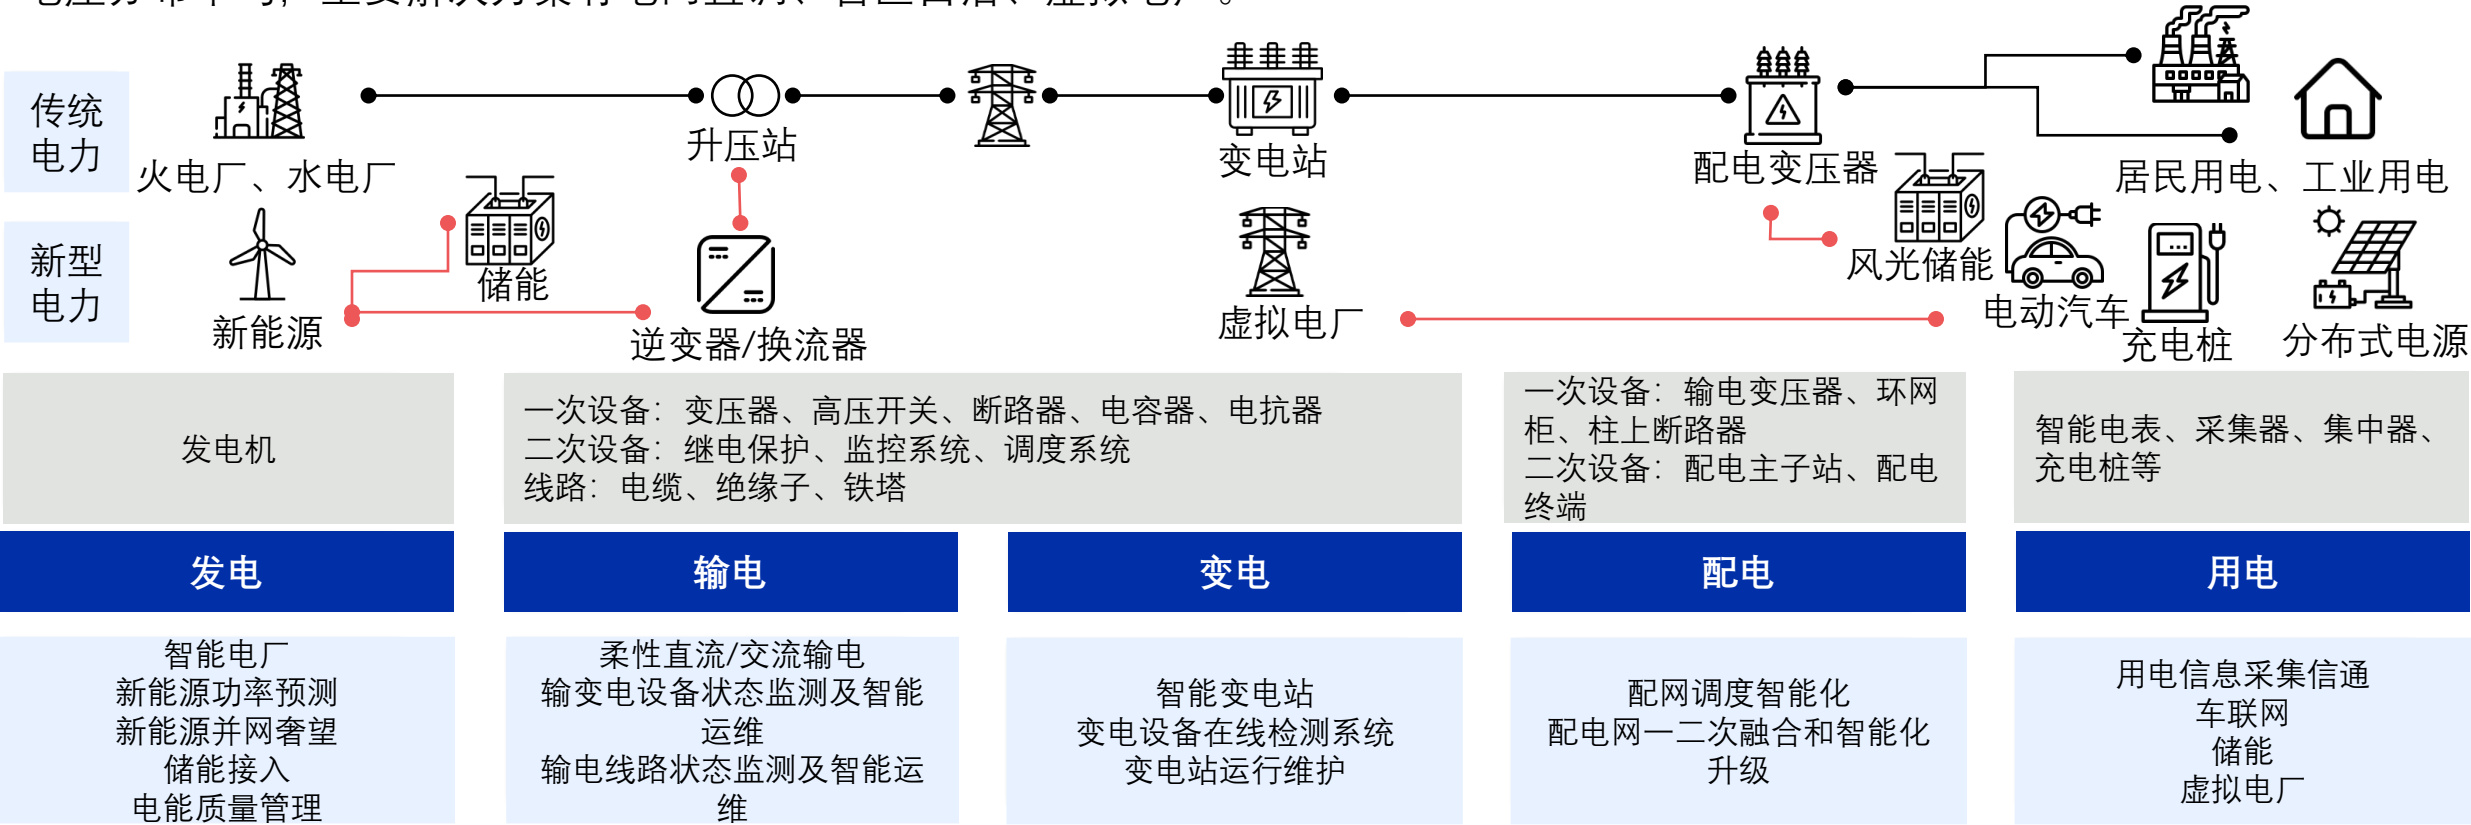 传统
电力
火电厂、水电厂
升压站
变电站
配电变压器
居民用电、工业用电
新型
电力
新能源
储能
逆变器/换流器
虚拟电厂
风光储能
电动汽车
充电桩
分布式电源
发电机
一次设备：变压器、高压开关、断路器、电容器、电抗器
二次设备：继电保护、监控系统、调度系统
线路：电缆、绝缘子、铁塔
一次设备：输电变压器、环网
柜、柱上断路器
二次设备：配电主子站、配电
终端
智能电表、采集器、集中器、
充电桩等
发电
输电
变电
配电
用电
智能电厂
新能源功率预测
新能源并网奢望
储能接入
电能质量管理
柔性直流/交流输电
输变电设备状态监测及智能
运维
输电线路状态监测及智能运
维
智能变电站
变电设备在线检测系统
变电站运行维护
配网调度智能化
配电网一二次融合和智能化
升级
用电信息采集信通
车联网
储能
虚拟电厂